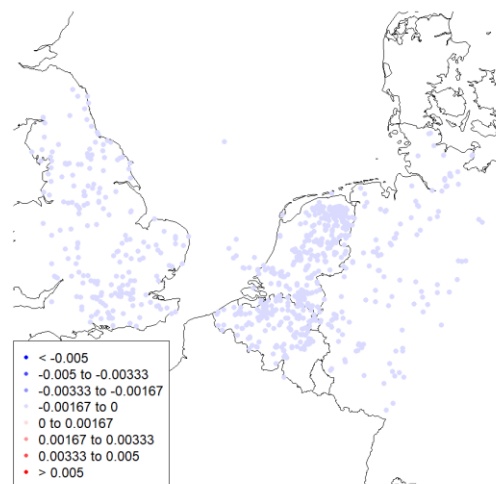 < -0.005
-0.005 to -0.00333
-0.00333 to -0.00167
-0.00167 to 0
0 to 0.00167
0.00167 to 0.00333
0.00333 to 0.005
> 0.005